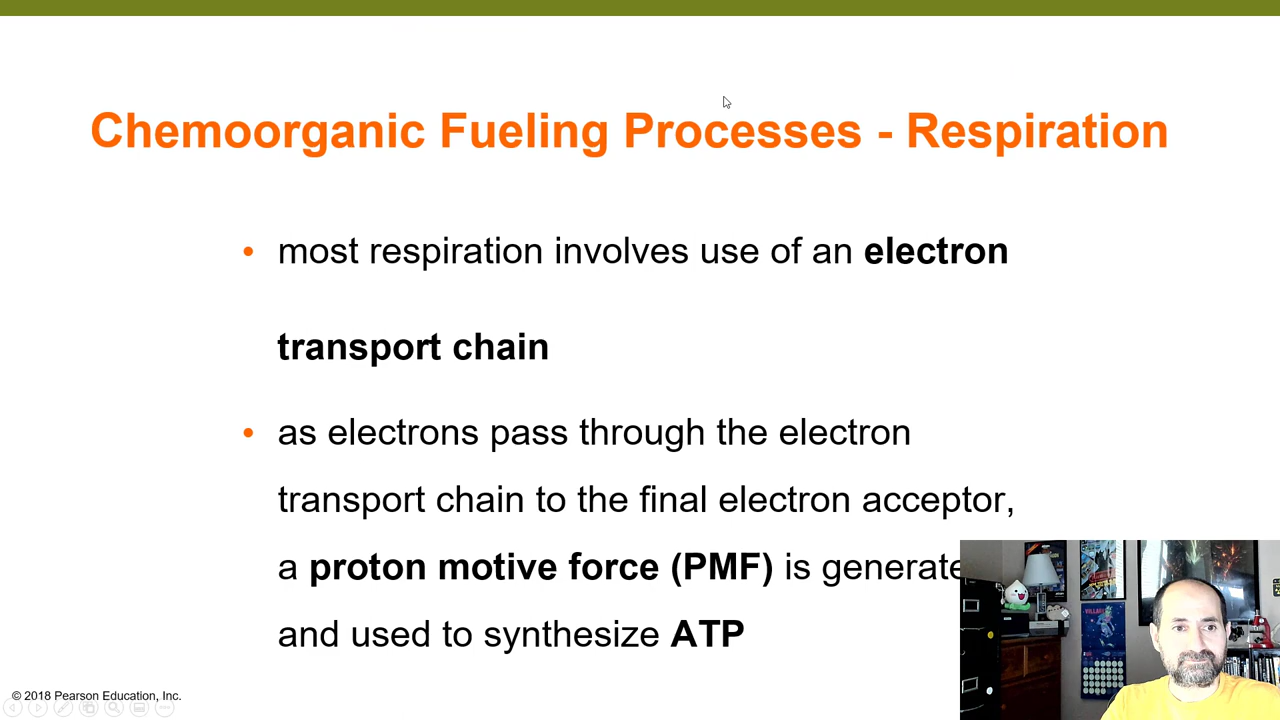 Chemoorganic Fueling Processes - Respiration
• most respiration involves use of an electron
transport chain
• as electrons pass through the electron
transport chain to the final electron acceptor,
a proton motive force (PMF) is generate
and used to synthesize ATP
© 2018 Pearson Education, Inc.